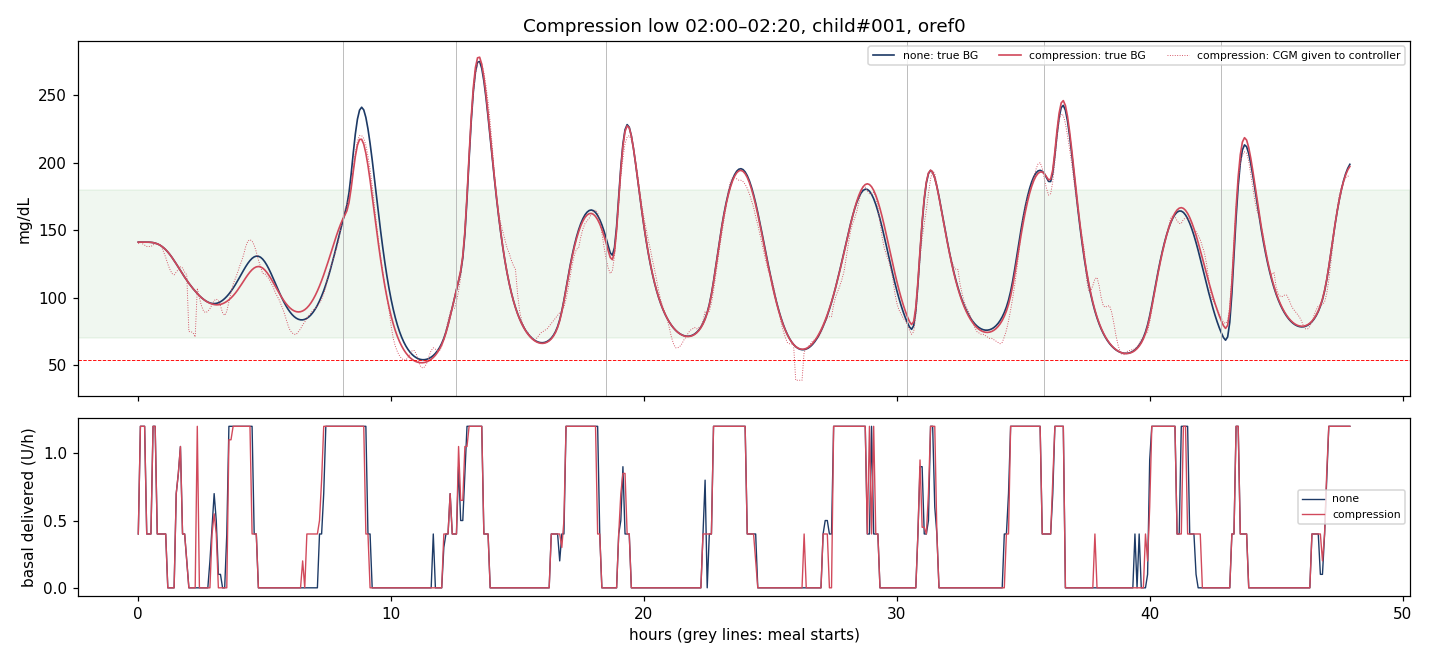 Compression low 02:00–02:20, child#001, oref0
none: true BG
compression: true BG
compression: CGM given to controller
mg/dL
250
200
150
100
50
basal delivered (U/h)
1.0
0.5
0.0
none
compression
0
10
20
30
40
50
hours (grey lines: meal starts)